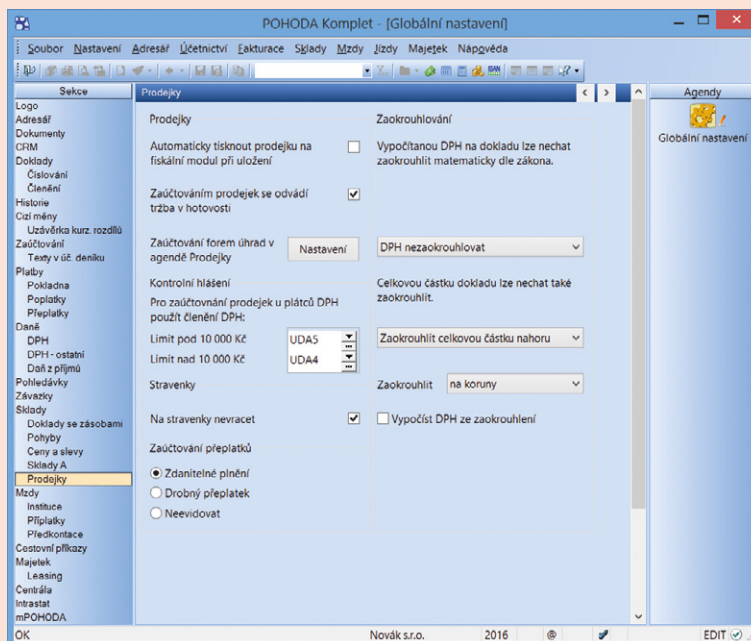 POHODA Komplet - [Globální nastavení]
Soubor Nastavení Adresář Účetnictví Fakturace Sklady Mzdy Jízdy Majetek Nápověda
Sekce
Logo
Adresář
Dokumenty
CRM
Doklady
Číslování
Členění
Historie
Cizí měny
Uzávěrka kurz. rozdílů
Zaúčtování
Texty v úč. deníku
Platby
Pokladna
Poplatky
Přeplatky
Daně
DPH
DPH - ostatní
Daň z příjmů
Pohledávky
Závazky
Sklady
Doklady se zásobami
Pohyby
Ceny a slevy
Sklady A
Prodejky
Mzdy
Instituce
Příplatky
Předkontace
Cestovní příkazy
Majetek
Leasing
Centrála
Intrastat
mPOHODA
Prodejky
Prodejky
Automaticky tisknout prodejku na
fiskální modul při uložení
Zaúčtováním prodejek se odvádí
tržba v hotovosti
Zaúčtování forem úhrad v
agendě Prodejky
Nastavení
Kontrolní hlášení
Pro zaúčtovnání prodejek u plátců DPH
použít členění DPH:
Limit pod 10 000 Kč UDA5
Limit nad 10 000 Kč UDA4
Stravenky
Na stravenky nevracet
Zaúčtování přeplatků
Zdanitelné plnění
Drobný přeplatek
Neevidovat
Zaokrouhlování
Vypočítanou DPH na dokladu lze nechat
zaokrouhlit matematicky dle zákona.
DPH nezaokrouhlovat
Celkovou částku dokladu lze nechat také
zaokrouhlit.
Zaokrouhlit celkovou částku nahoru
Zaokrouhlit na koruny
Vypočíst DPH ze zaokrouhlení
Agendy
Globální nastavení
OK Novák s.r.o. 2016 @ EDIT